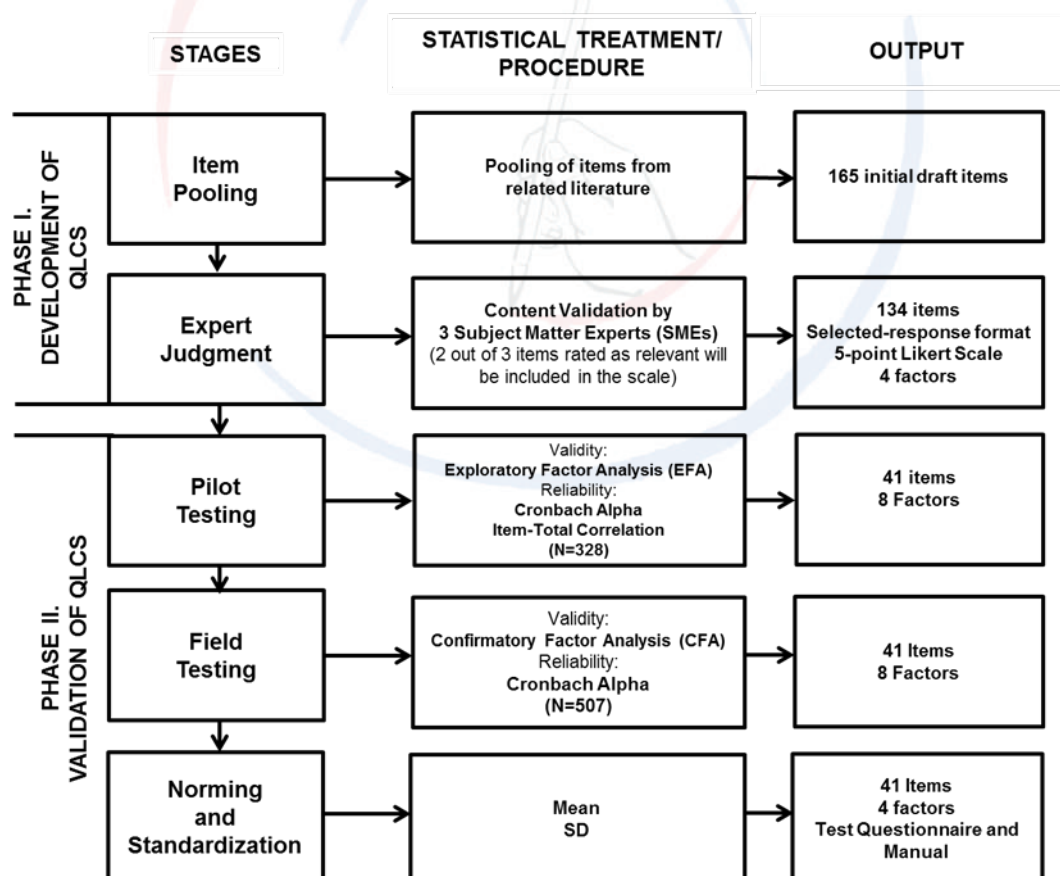 STAGES
STATISTICAL TREATMENT/
PROCEDURE
OUTPUT
PHASE I.
DEVELOPMENT OF
QLCS
Item
Pooling
Pooling of items from
related literature
165 initial draft items
Expert
Judgment
Content Validation by
3 Subject Matter Experts (SMEs)
(2 out of 3 items rated as relevant will
be included in the scale)
134 items
Selected-response format
5-point Likert Scale
4 factors
PHASE II.
VALIDATION OF QLCS
Pilot
Testing
Validity:
Exploratory Factor Analysis (EFA)
Reliability:
Cronbach Alpha
Item-Total Correlation
(N=328)
41 items
8 Factors
Field
Testing
Validity:
Confirmatory Factor Analysis (CFA)
Reliability:
Cronbach Alpha
(N=507)
41 Items
8 Factors
Norming
and
Standardization
Mean
SD
41 Items
4 factors
Test Questionnaire and
Manual